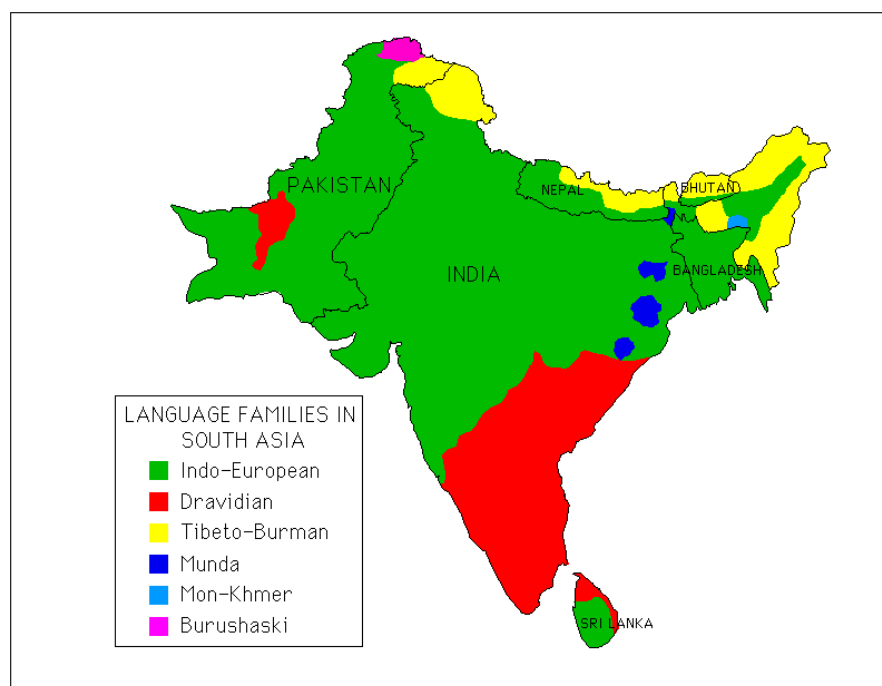 PAKISTAN
NEPAL
BHUTAN
INDIA
BANGLADESH
SRI LANKA
LANGUAGE FAMILIES IN
SOUTH ASIA
Indo-European
Dravidian
Tibeto-Burman
Munda
Mon-Khmer
Burushaski